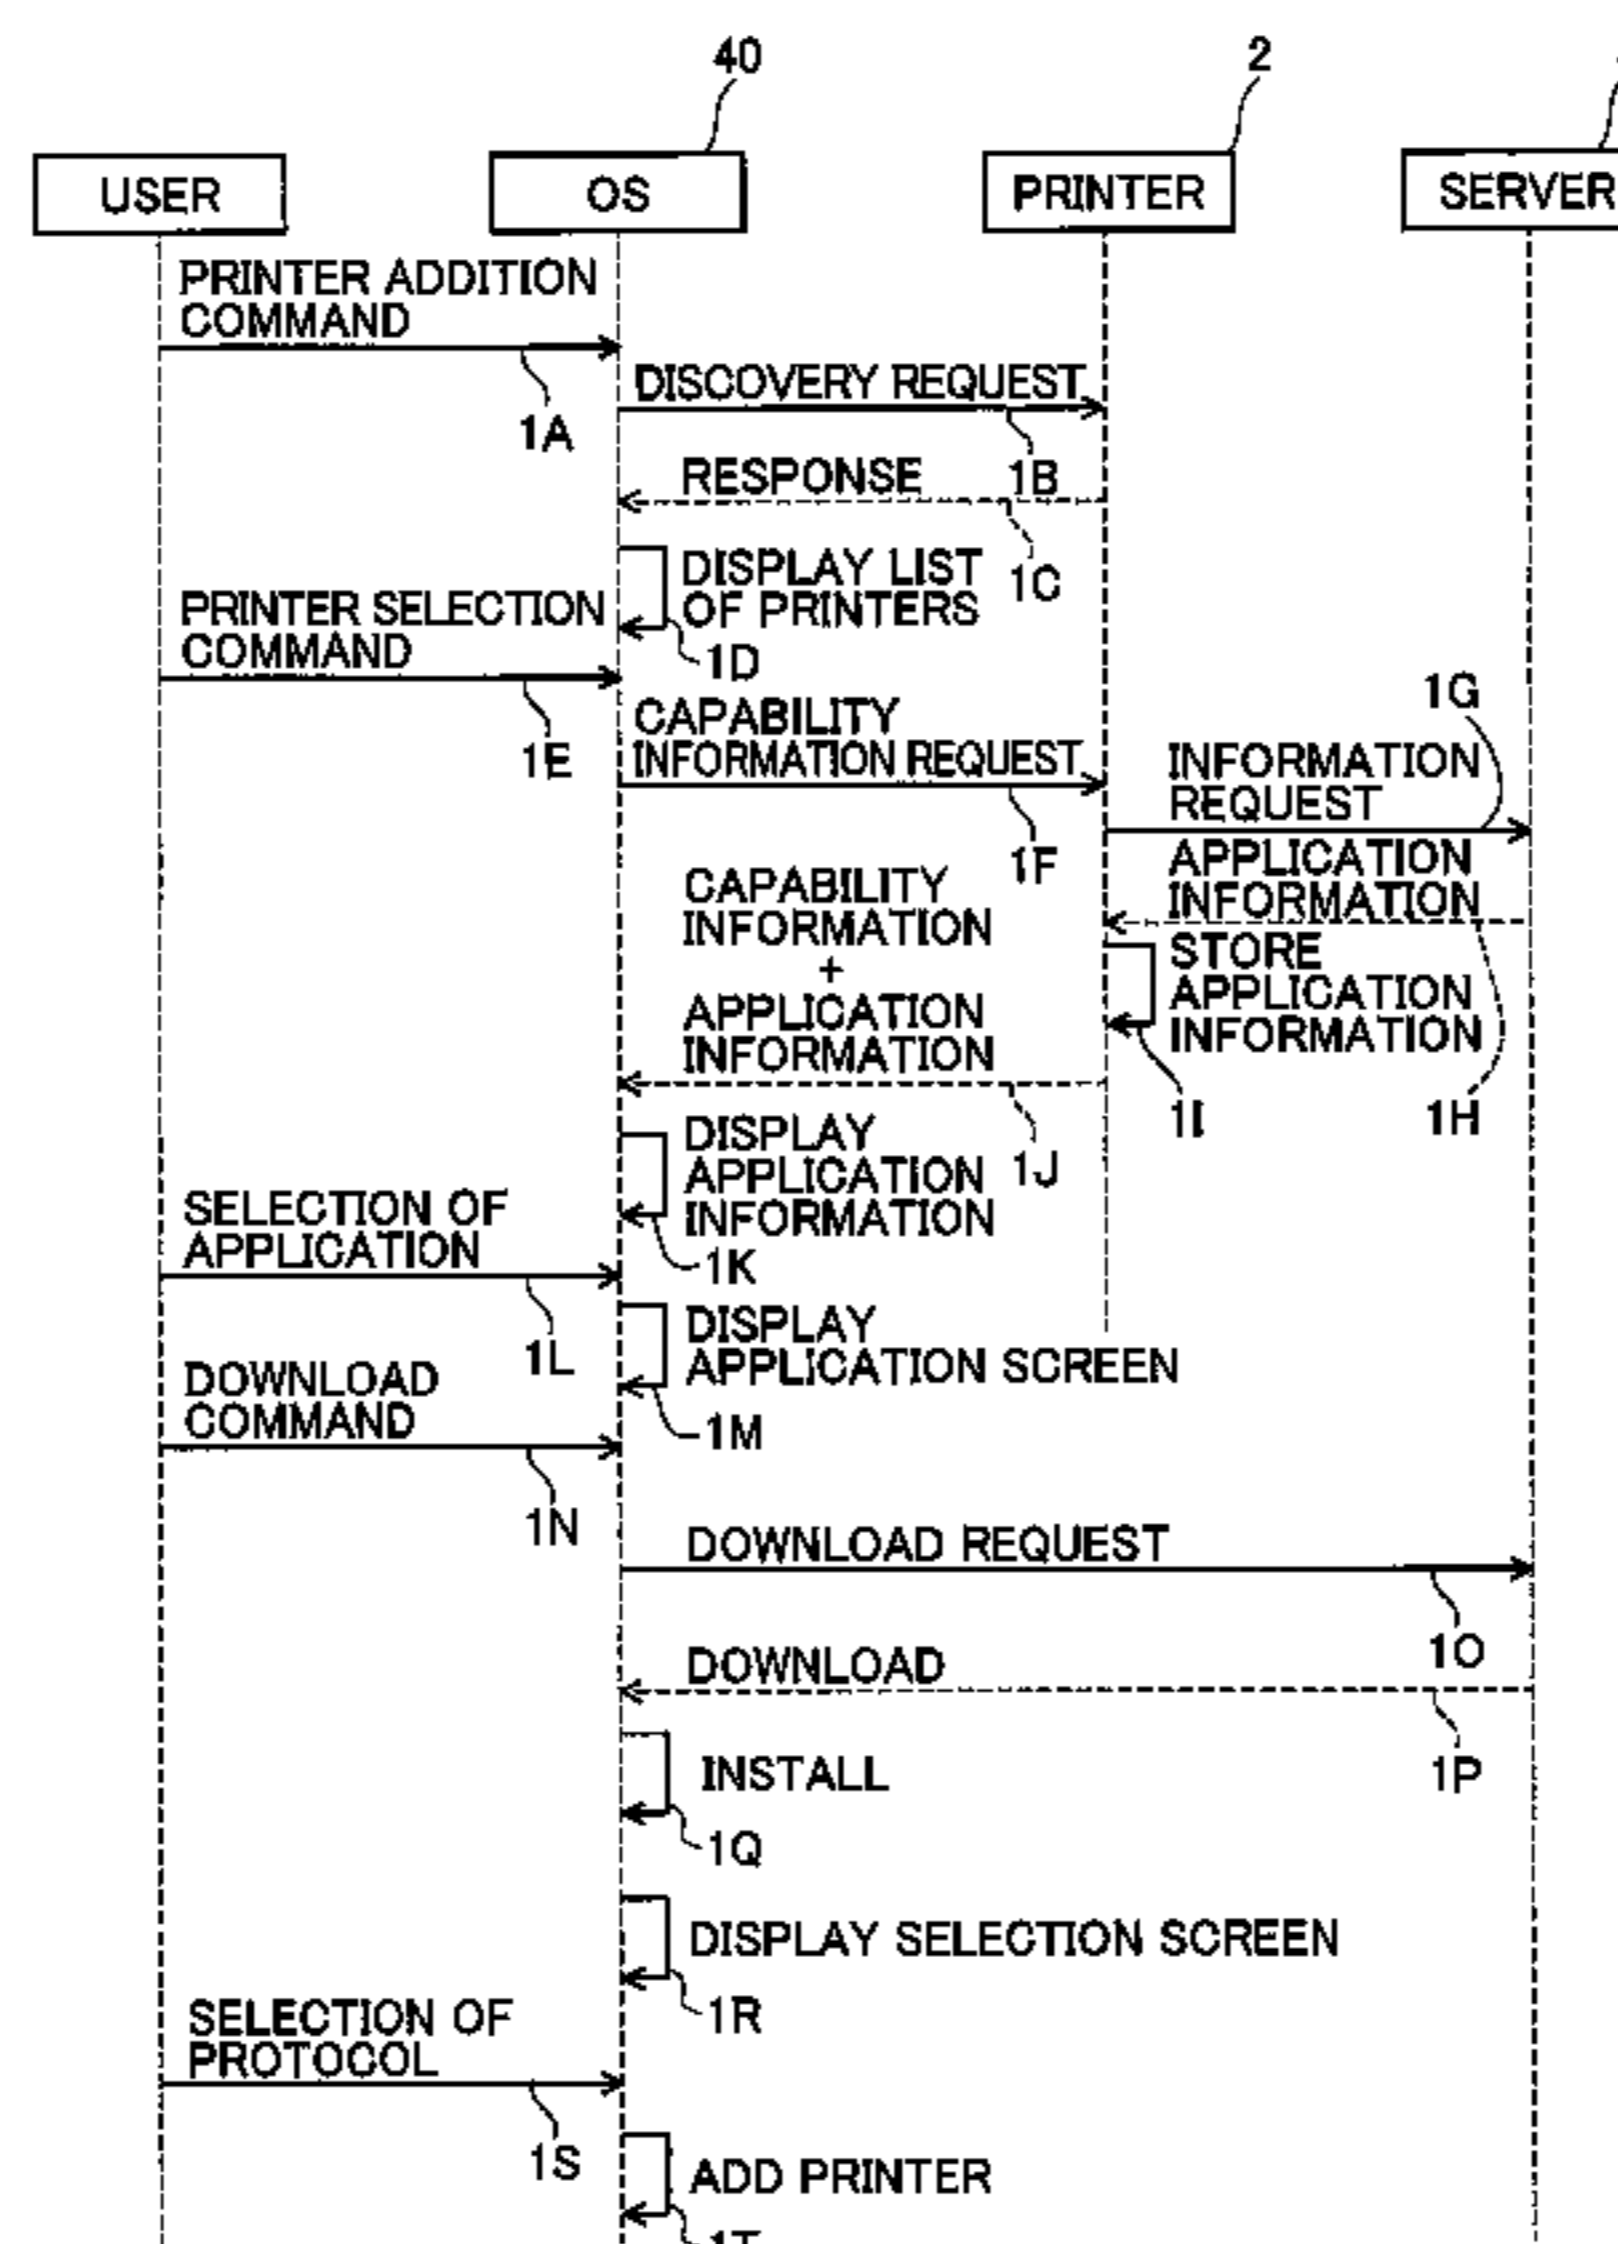 40
2
USER
OS
PRINTER
SERVER
PRINTER ADDITION
COMMAND
1A
DISCOVERY REQUEST
1B
RESPONSE
1C
DISPLAY LIST
OF PRINTERS
1D
PRINTER SELECTION
COMMAND
1E
CAPABILITY
INFORMATION REQUEST
1F
1G
INFORMATION
REQUEST
APPLICATION
INFORMATION
1H
STORE
APPLICATION
INFORMATION
1I
CAPABILITY
INFORMATION
+
APPLICATION
INFORMATION
1J
DISPLAY
APPLICATION
INFORMATION
1K
SELECTION OF
APPLICATION
1L
DISPLAY
APPLICATION SCREEN
1M
DOWNLOAD
COMMAND
1N
DOWNLOAD REQUEST
1O
DOWNLOAD
1P
INSTALL
1Q
DISPLAY SELECTION SCREEN
1R
SELECTION OF
PROTOCOL
1S
ADD PRINTER
1T